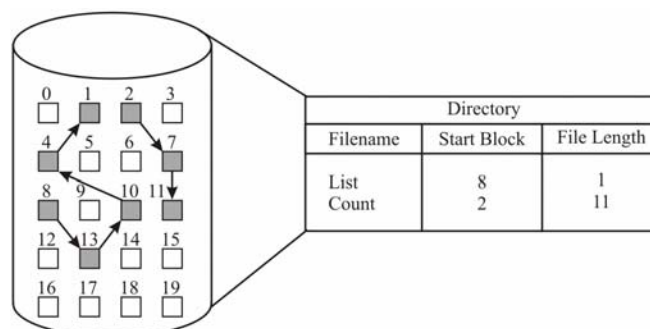 0 1 2 3
4 5 6 7
8 9 10 11
12 13 14 15
16 17 18 19
Directory
Filename Start Block File Length
List 8 1
Count 2 11